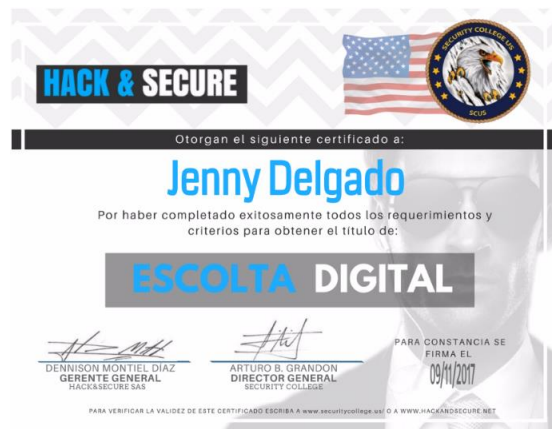 HACK & SECURE
SECURITY COLLEGE US
SCUS
Otorgan el siguiente certificado a:
Jenny Delgado
Por haber completado exitosamente todos los requerimientos y
criterios para obtener el título de:
ESCOLTA DIGITAL
DENNISON MONTIEL DÍAZ
GERENTE GENERAL
HACK&SECURE SAS
ARTURO B. GRANDON
DIRECTOR GENERAL
SECURITY COLLEGE
PARA CONSTANCIA SE
FIRMA EL
09/11/2017
PARA VERIFICAR LA VALIDEZ DE ESTE CERTIFICADO ESCRIBA A www.securitycollege.us/ O A WWW.HACKANDSECURE.NET